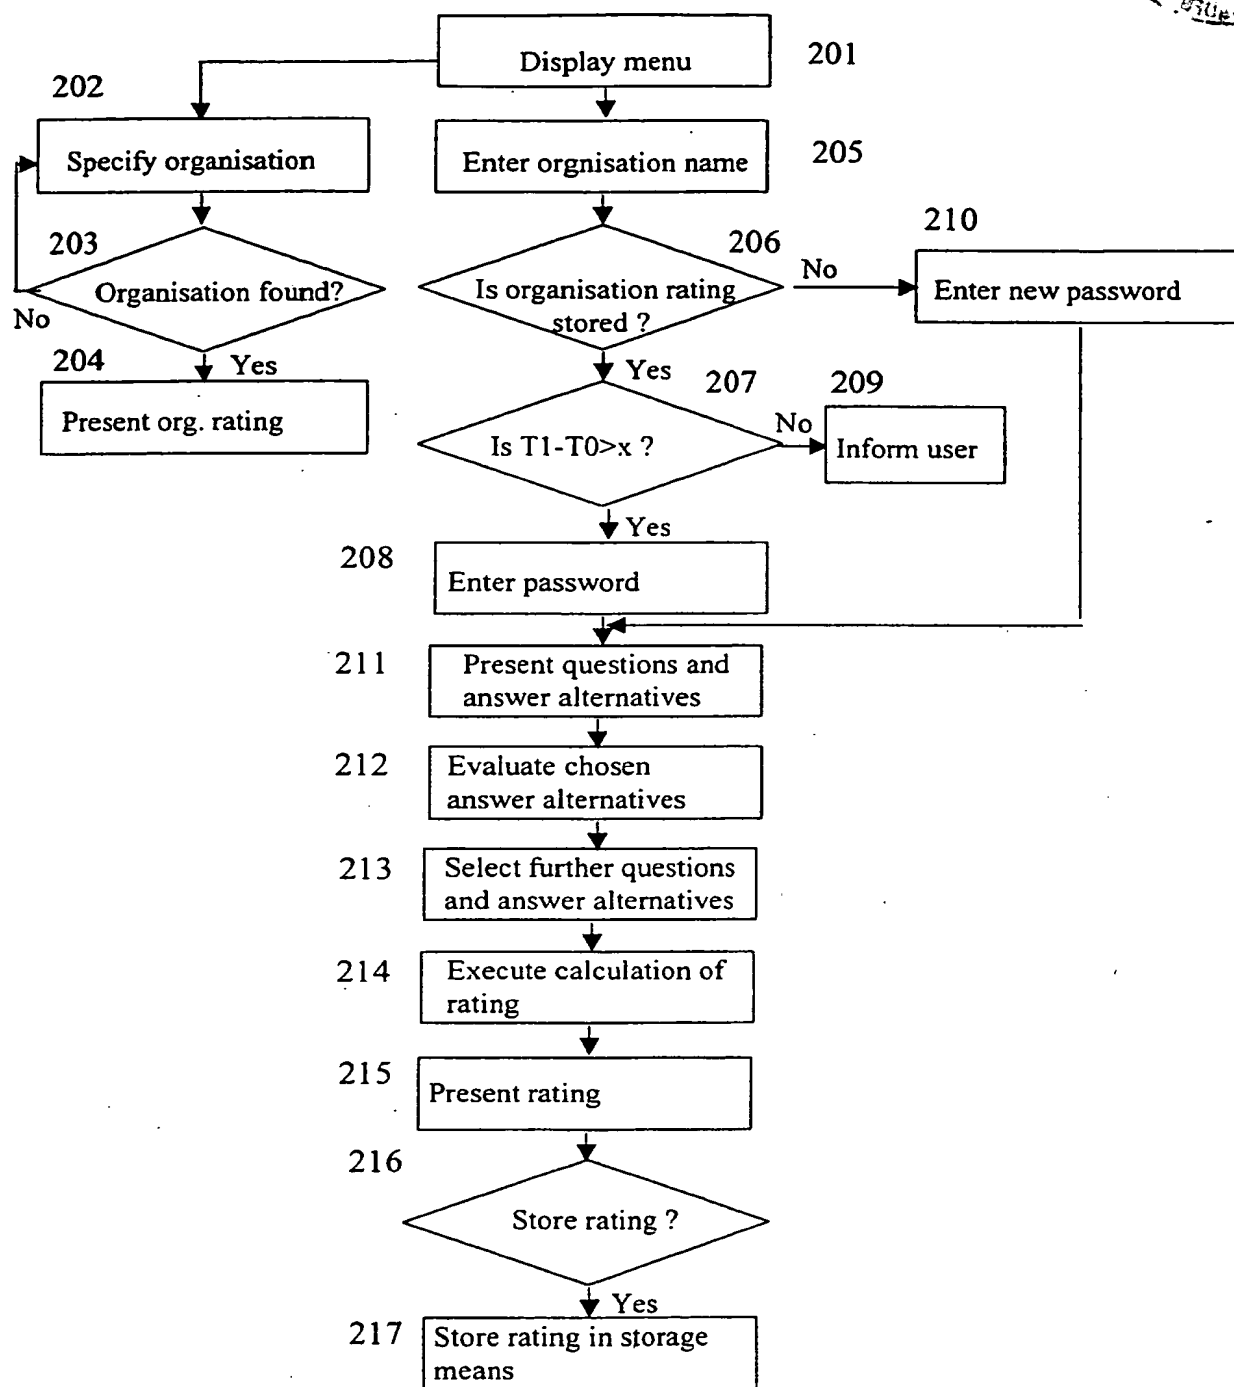 Display menu
201
202
Specify organisation
Enter orgnisation name
205
203
Organisation found?
No
206
Is organisation rating
stored ?
No
210
Enter new password
204
Yes
Present org. rating
Yes
207
Is T1-T0>x ?
No
209
Inform user
Yes
208
Enter password
211
Present questions and
answer alternatives
212
Evaluate chosen
answer alternatives
213
Select further questions
and answer alternatives
214
Execute calculation of
rating
215
Present rating
216
Store rating ?
Yes
217
Store rating in storage
means